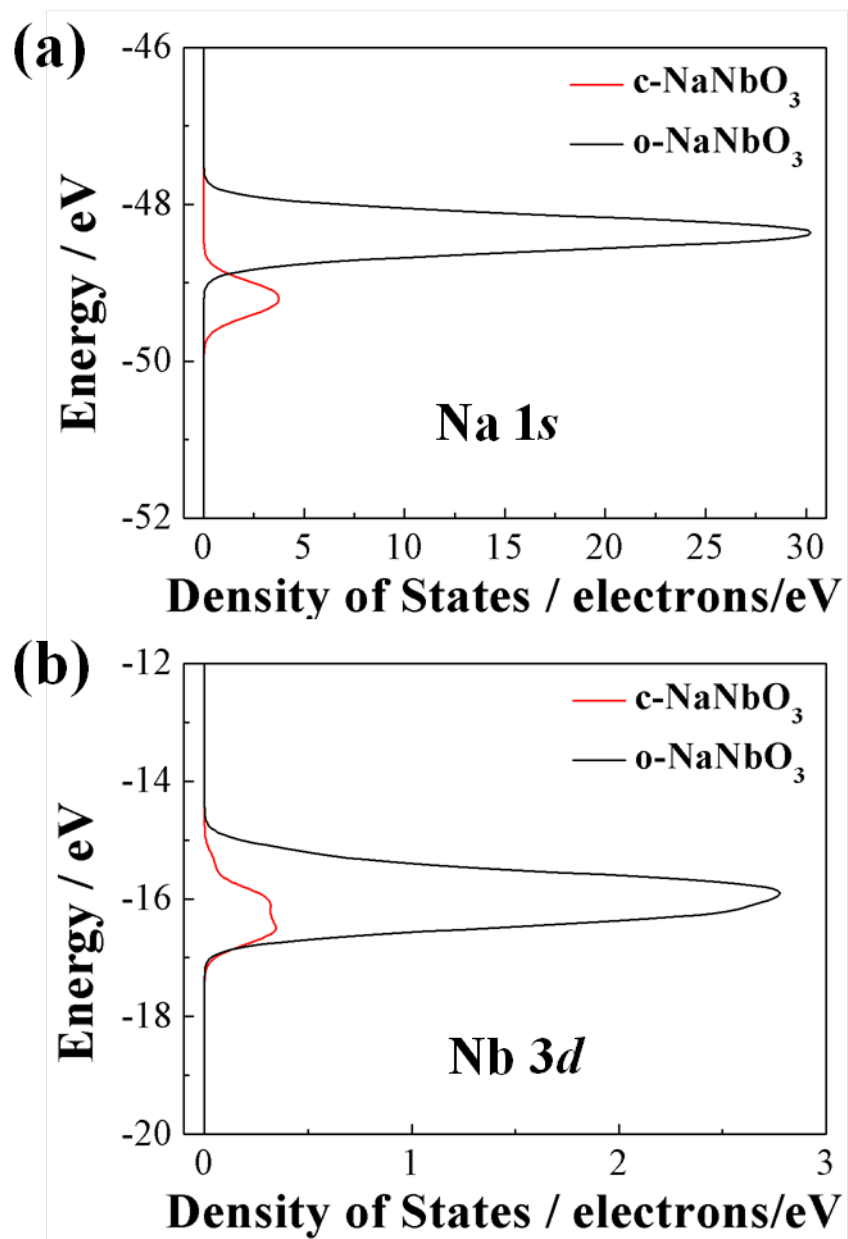 (a)
-46
c-NaNbO₃
o-NaNbO₃
-48
-50
Na 1s
-52
0 5 10 15 20 25 30
Energy / eV
Density of States / electrons/eV
(b)
-12
c-NaNbO₃
o-NaNbO₃
-14
-16
-18
Nb 3d
-20
0 1 2 3
Energy / eV
Density of States / electrons/eV